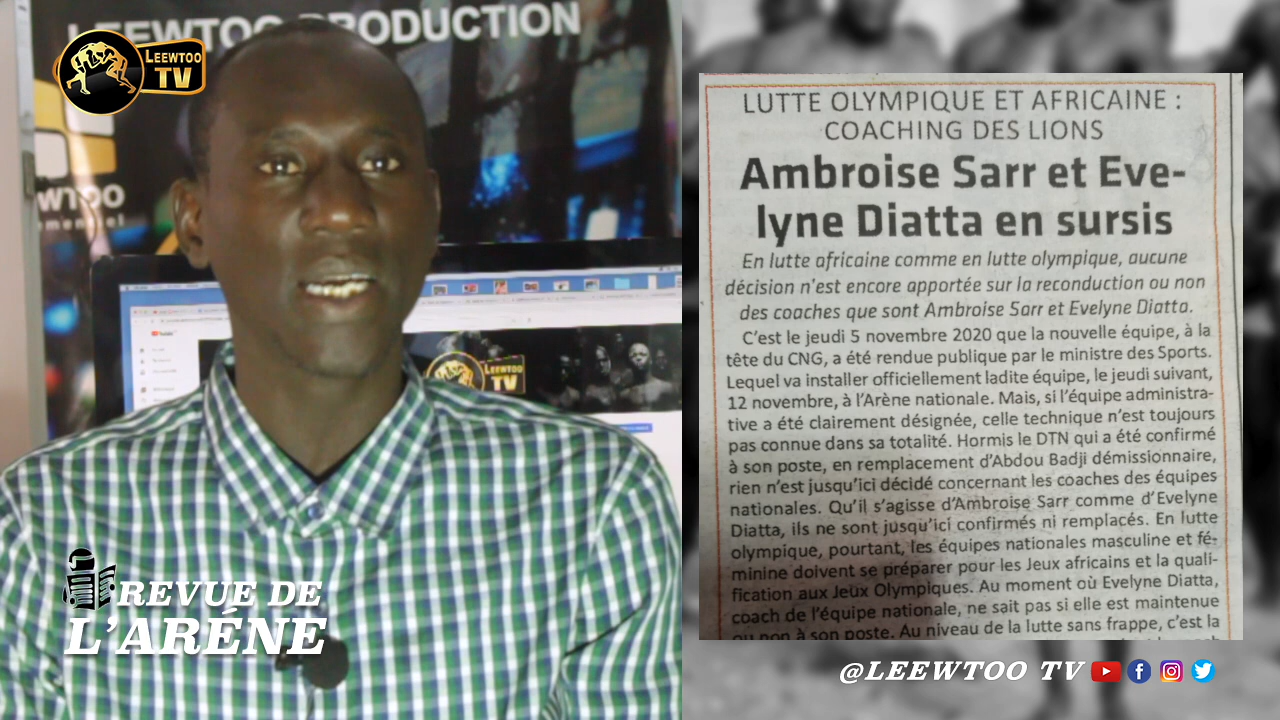 LEEWTOO PRODUCTION
LEEWTOO
TV
LEEWTOO
TV
REVUE DE
L'ARÉNE
LUTTE OLYMPIQUE ET AFRICAINE :
COACHING DES LIONS
Ambroise Sarr et Eve-
lyne Diatta en sursis
En lutte africaine comme en lutte olympique, aucune
décision n'est encore apportée sur la reconduction ou non
des coaches que sont Ambroise Sarr et Evelyne Diatta.
C'est le jeudi 5 novembre 2020 que la nouvelle équipe, à la
tête du CNG, a été rendue publique par le ministre des Sports.
Lequel va installer officiellement ladite équipe, le jeudi suivant,
12 novembre, à l'Arène nationale. Mais, si l'équipe administra-
tive a été clairement désignée, celle technique n'est toujours
pas connue dans sa totalité. Hormis le DTN qui a été confirmé
à son poste, en remplacement d'Abdou Badji démissionnaire,
rien n'est jusqu'ici décidé concernant les coaches des équipes
nationales. Qu'il s'agisse d'Ambroise Sarr comme d'Evelyne
Diatta, ils ne sont jusqu'ici confirmés ni remplacés. En lutte
olympique, pourtant, les équipes nationales masculine et fé-
minine doivent se préparer pour les Jeux africains et la quali-
fication aux Jeux Olympiques. Au moment où Evelyne Diatta,
coach de l'équipe nationale, ne sait pas si elle est maintenue
ou non à son poste. Au niveau de la lutte sans frappe, c'est la
@LEEWTOO TV